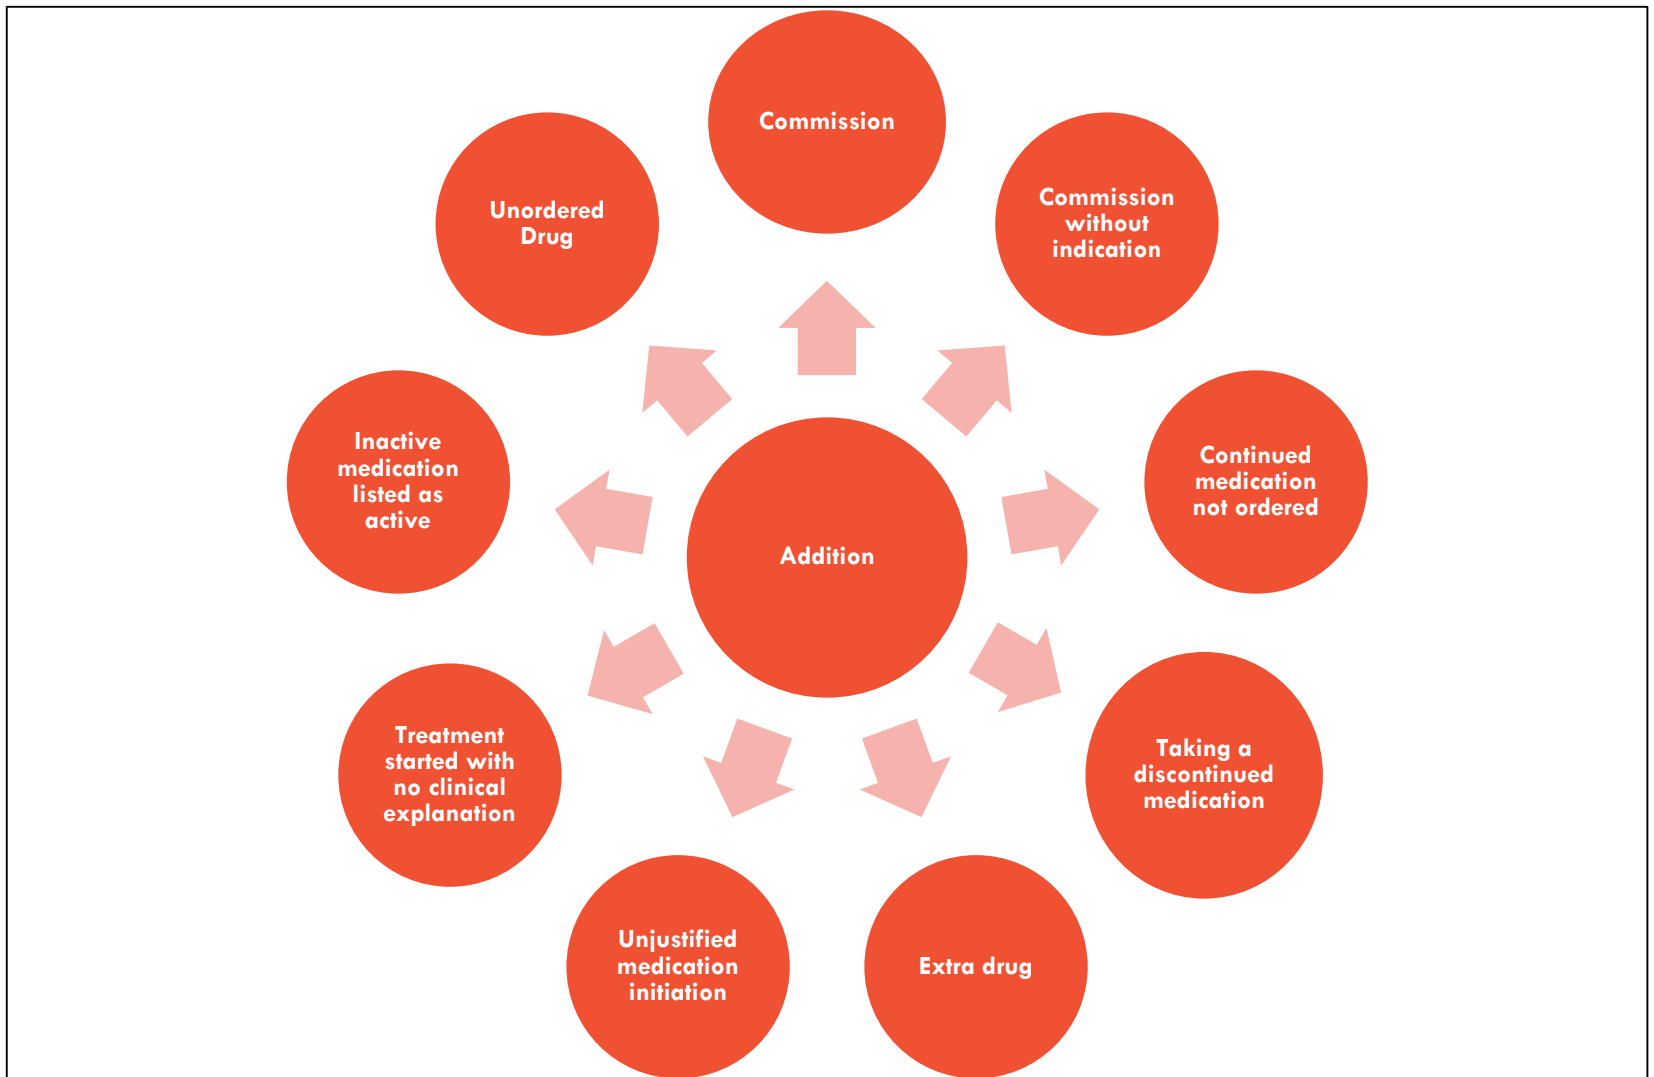 Commission
Commission
without
indication
Continued
medication
not ordered
Taking a
discontinued
medication
Extra drug
Unjustified
medication
initiation
Treatment
started with
no clinical
explanation
Inactive
medication
listed as
active
Unordered
Drug
Addition